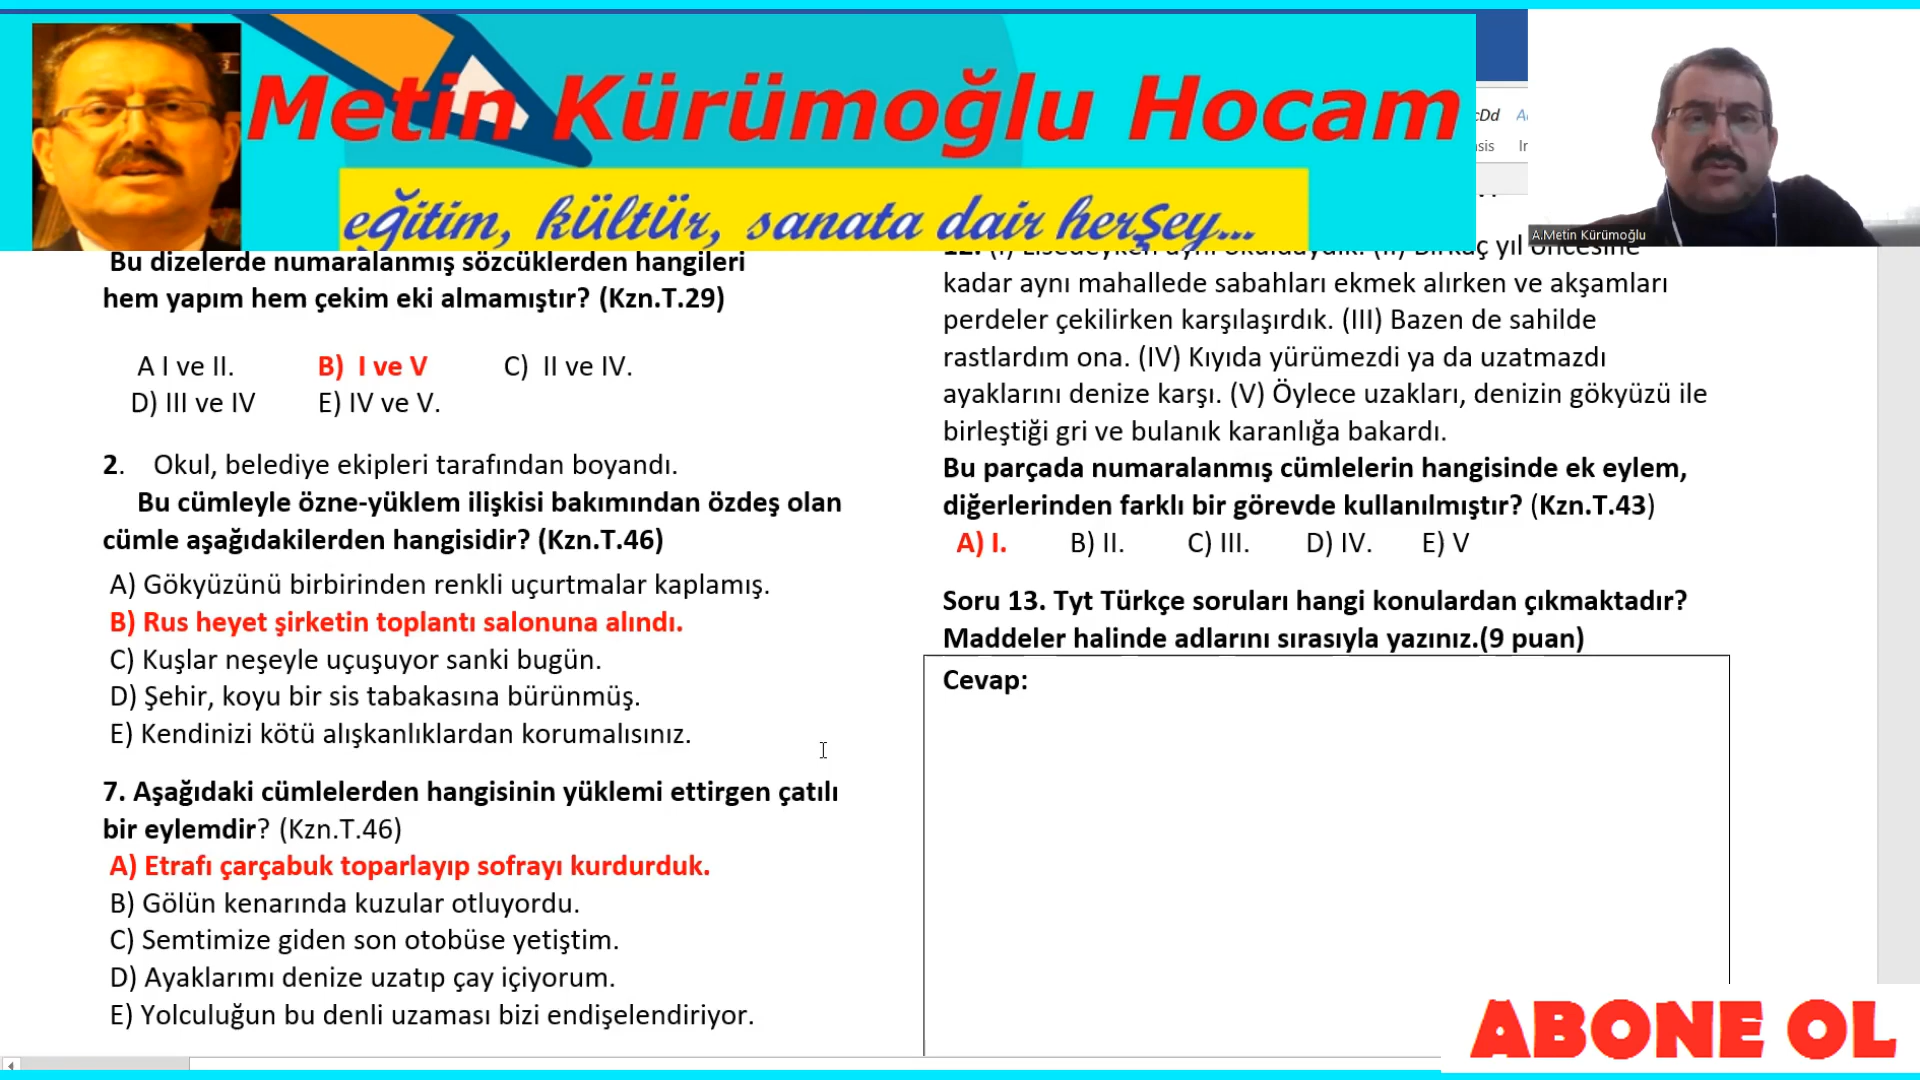 Metin Kürümoğlu Hocam
eğitim, kültür, sanata dair herşey...
A.Metin Kürümoğlu
Bu dizelerde numaralanmış sözcüklerden hangileri
hem yapım hem çekim eki almamıştır? (Kzn.T.29)
A I ve II. B) I ve V C) II ve IV.
D) III ve IV E) IV ve V.
2. Okul, belediye ekipleri tarafından boyandı.
Bu cümleyle özne-yüklem ilişkisi bakımından özdeş olan
cümle aşağıdakilerden hangisidir? (Kzn.T.46)
A) Gökyüzünü birbirinden renkli uçurtmalar kaplamış.
B) Rus heyet şirketin toplantı salonuna alındı.
C) Kuşlar neşeyle uçuşuyor sanki bugün.
D) Şehir, koyu bir sis tabakasına bürünmüş.
E) Kendinizi kötü alışkanlıklardan korumalısınız.
7. Aşağıdaki cümlelerden hangisinin yüklemi ettirgen çatılı
bir eylemdir? (Kzn.T.46)
A) Etrafı çarçabuk toparlayıp sofrayı kurdurduk.
B) Gölün kenarında kuzular otluyordu.
C) Semtimize giden son otobüse yetiştim.
D) Ayaklarımı denize uzatıp çay içiyorum.
E) Yolculuğun bu denli uzaması bizi endişelendiriyor.
12. (I) Lisedeyken aynı okuldaydık. (II) Birkaç yıl öncesine
kadar aynı mahallede sabahları ekmek alırken ve akşamları
perdeler çekilirken karşılaşırdık. (III) Bazen de sahilde
rastlardım ona. (IV) Kıyıda yürümezdi ya da uzatmazdı
ayaklarını denize karşı. (V) Öylece uzakları, denizin gökyüzü ile
birleştiği gri ve bulanık karanlığa bakardı.
Bu parçada numaralanmış cümlelerin hangisinde ek eylem,
diğerlerinden farklı bir görevde kullanılmıştır? (Kzn.T.43)
A) I. B) II. C) III. D) IV. E) V
Soru 13. Tyt Türkçe soruları hangi konulardan çıkmaktadır?
Maddeler halinde adlarını sırasıyla yazınız.(9 puan)
Cevap:
ABONE OL